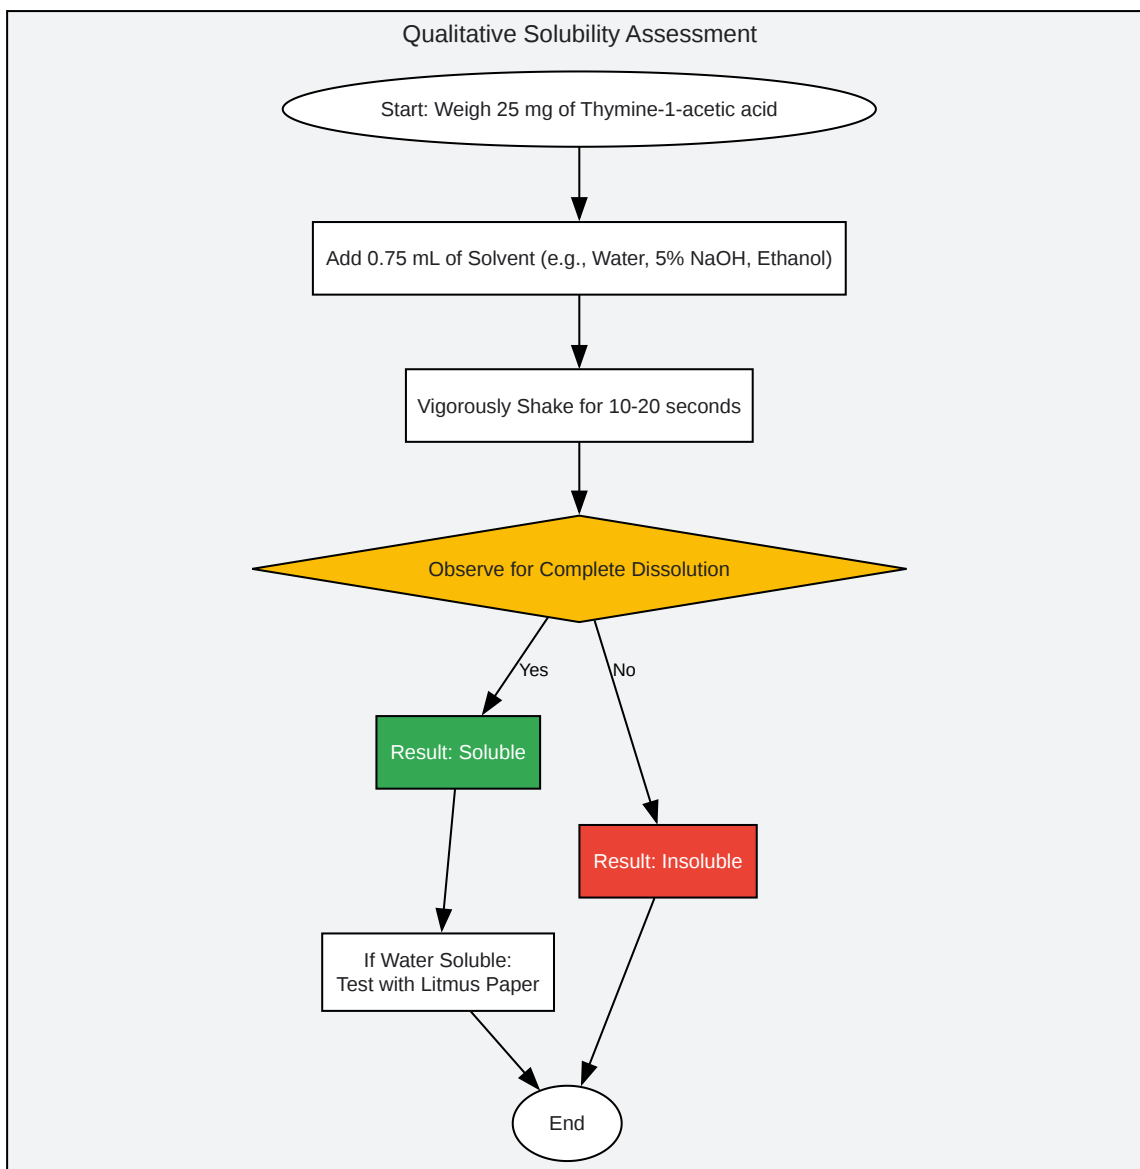 Qualitative Solubility Assessment
Start: Weigh 25 mg of Thymine-1-acetic acid
Add 0.75 mL of Solvent (e.g., Water, 5% NaOH, Ethanol)
Vigorously Shake for 10-20 seconds
Observe for Complete Dissolution
Yes
No
Result: Soluble
Result: Insoluble
If Water Soluble:
Test with Litmus Paper
End